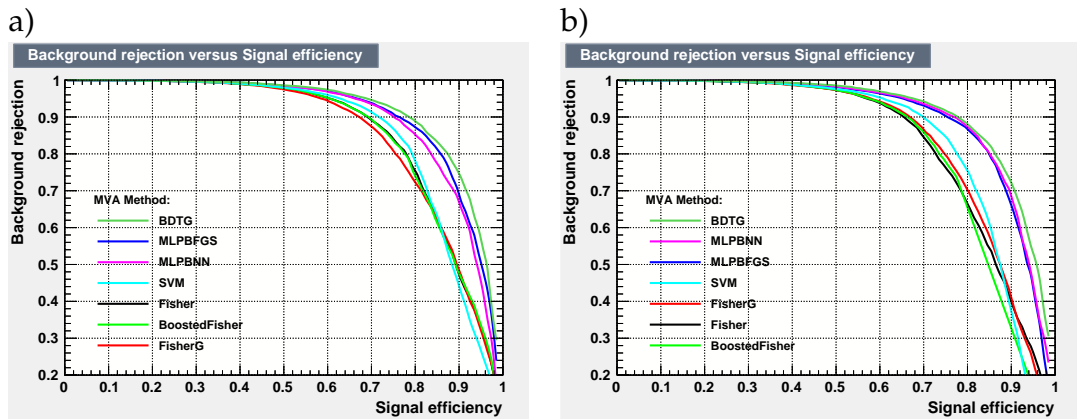 a)
Background rejection versus Signal efficiency
Background rejection
1
0.9
0.8
0.7
0.6
0.5
0.4
0.3
0.2
MVA Method:
BDTG
MLPBFGS
MLPBNN
SVM
Fisher
BoostedFisher
FisherG
0 0.1 0.2 0.3 0.4 0.5 0.6 0.7 0.8 0.9 1
Signal efficiency
b)
Background rejection versus Signal efficiency
Background rejection
1
0.9
0.8
0.7
0.6
0.5
0.4
0.3
0.2
MVA Method:
BDTG
MLPBNN
MLPBFGS
SVM
FisherG
Fisher
BoostedFisher
0 0.1 0.2 0.3 0.4 0.5 0.6 0.7 0.8 0.9 1
Signal efficiency